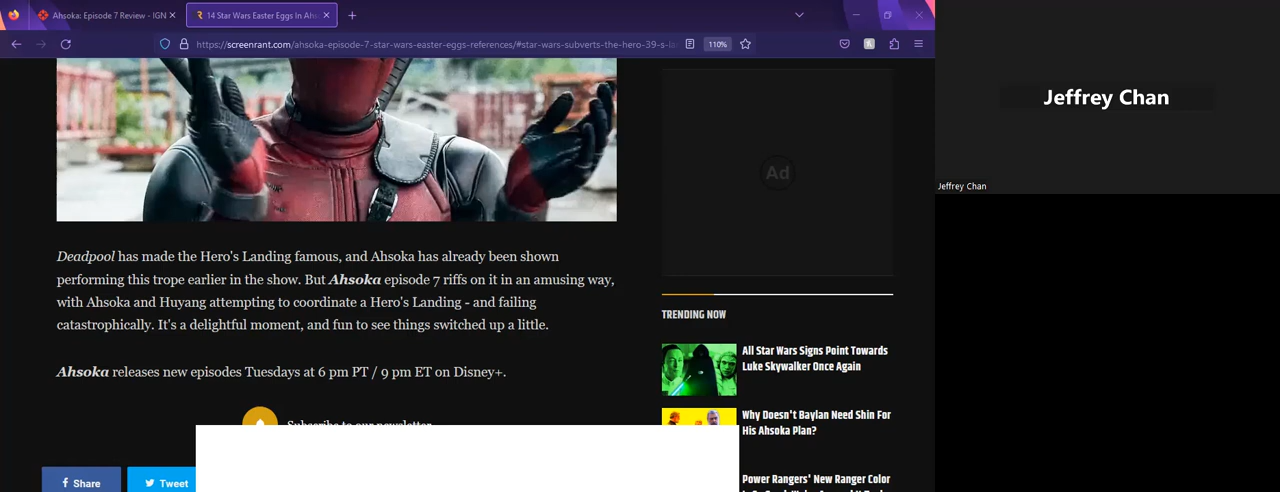 Ahsoka: Episode 7 Review - IGN
14 Star Wars Easter Eggs In Ahs
https://screenrant.com/ahsoka-episode-7-star-wars-easter-eggs-references/#star-wars-subverts-the-hero-39-s-la
110%
Jeffrey Chan
Jeffrey Chan
Ad
Deadpool has made the Hero's Landing famous, and Ahsoka has already been shown
performing this trope earlier in the show. But Ahsoka episode 7 riffs on it in an amusing way,
with Ahsoka and Huyang attempting to coordinate a Hero's Landing - and failing
catastrophically. It's a delightful moment, and fun to see things switched up a little.
Ahsoka releases new episodes Tuesdays at 6 pm PT / 9 pm ET on Disney+.
Subscribe to our newsletter
Share
Tweet
TRENDING NOW
All Star Wars Signs Point Towards
Luke Skywalker Once Again
Why Doesn't Baylan Need Shin For
His Ahsoka Plan?
Power Rangers' New Ranger Color